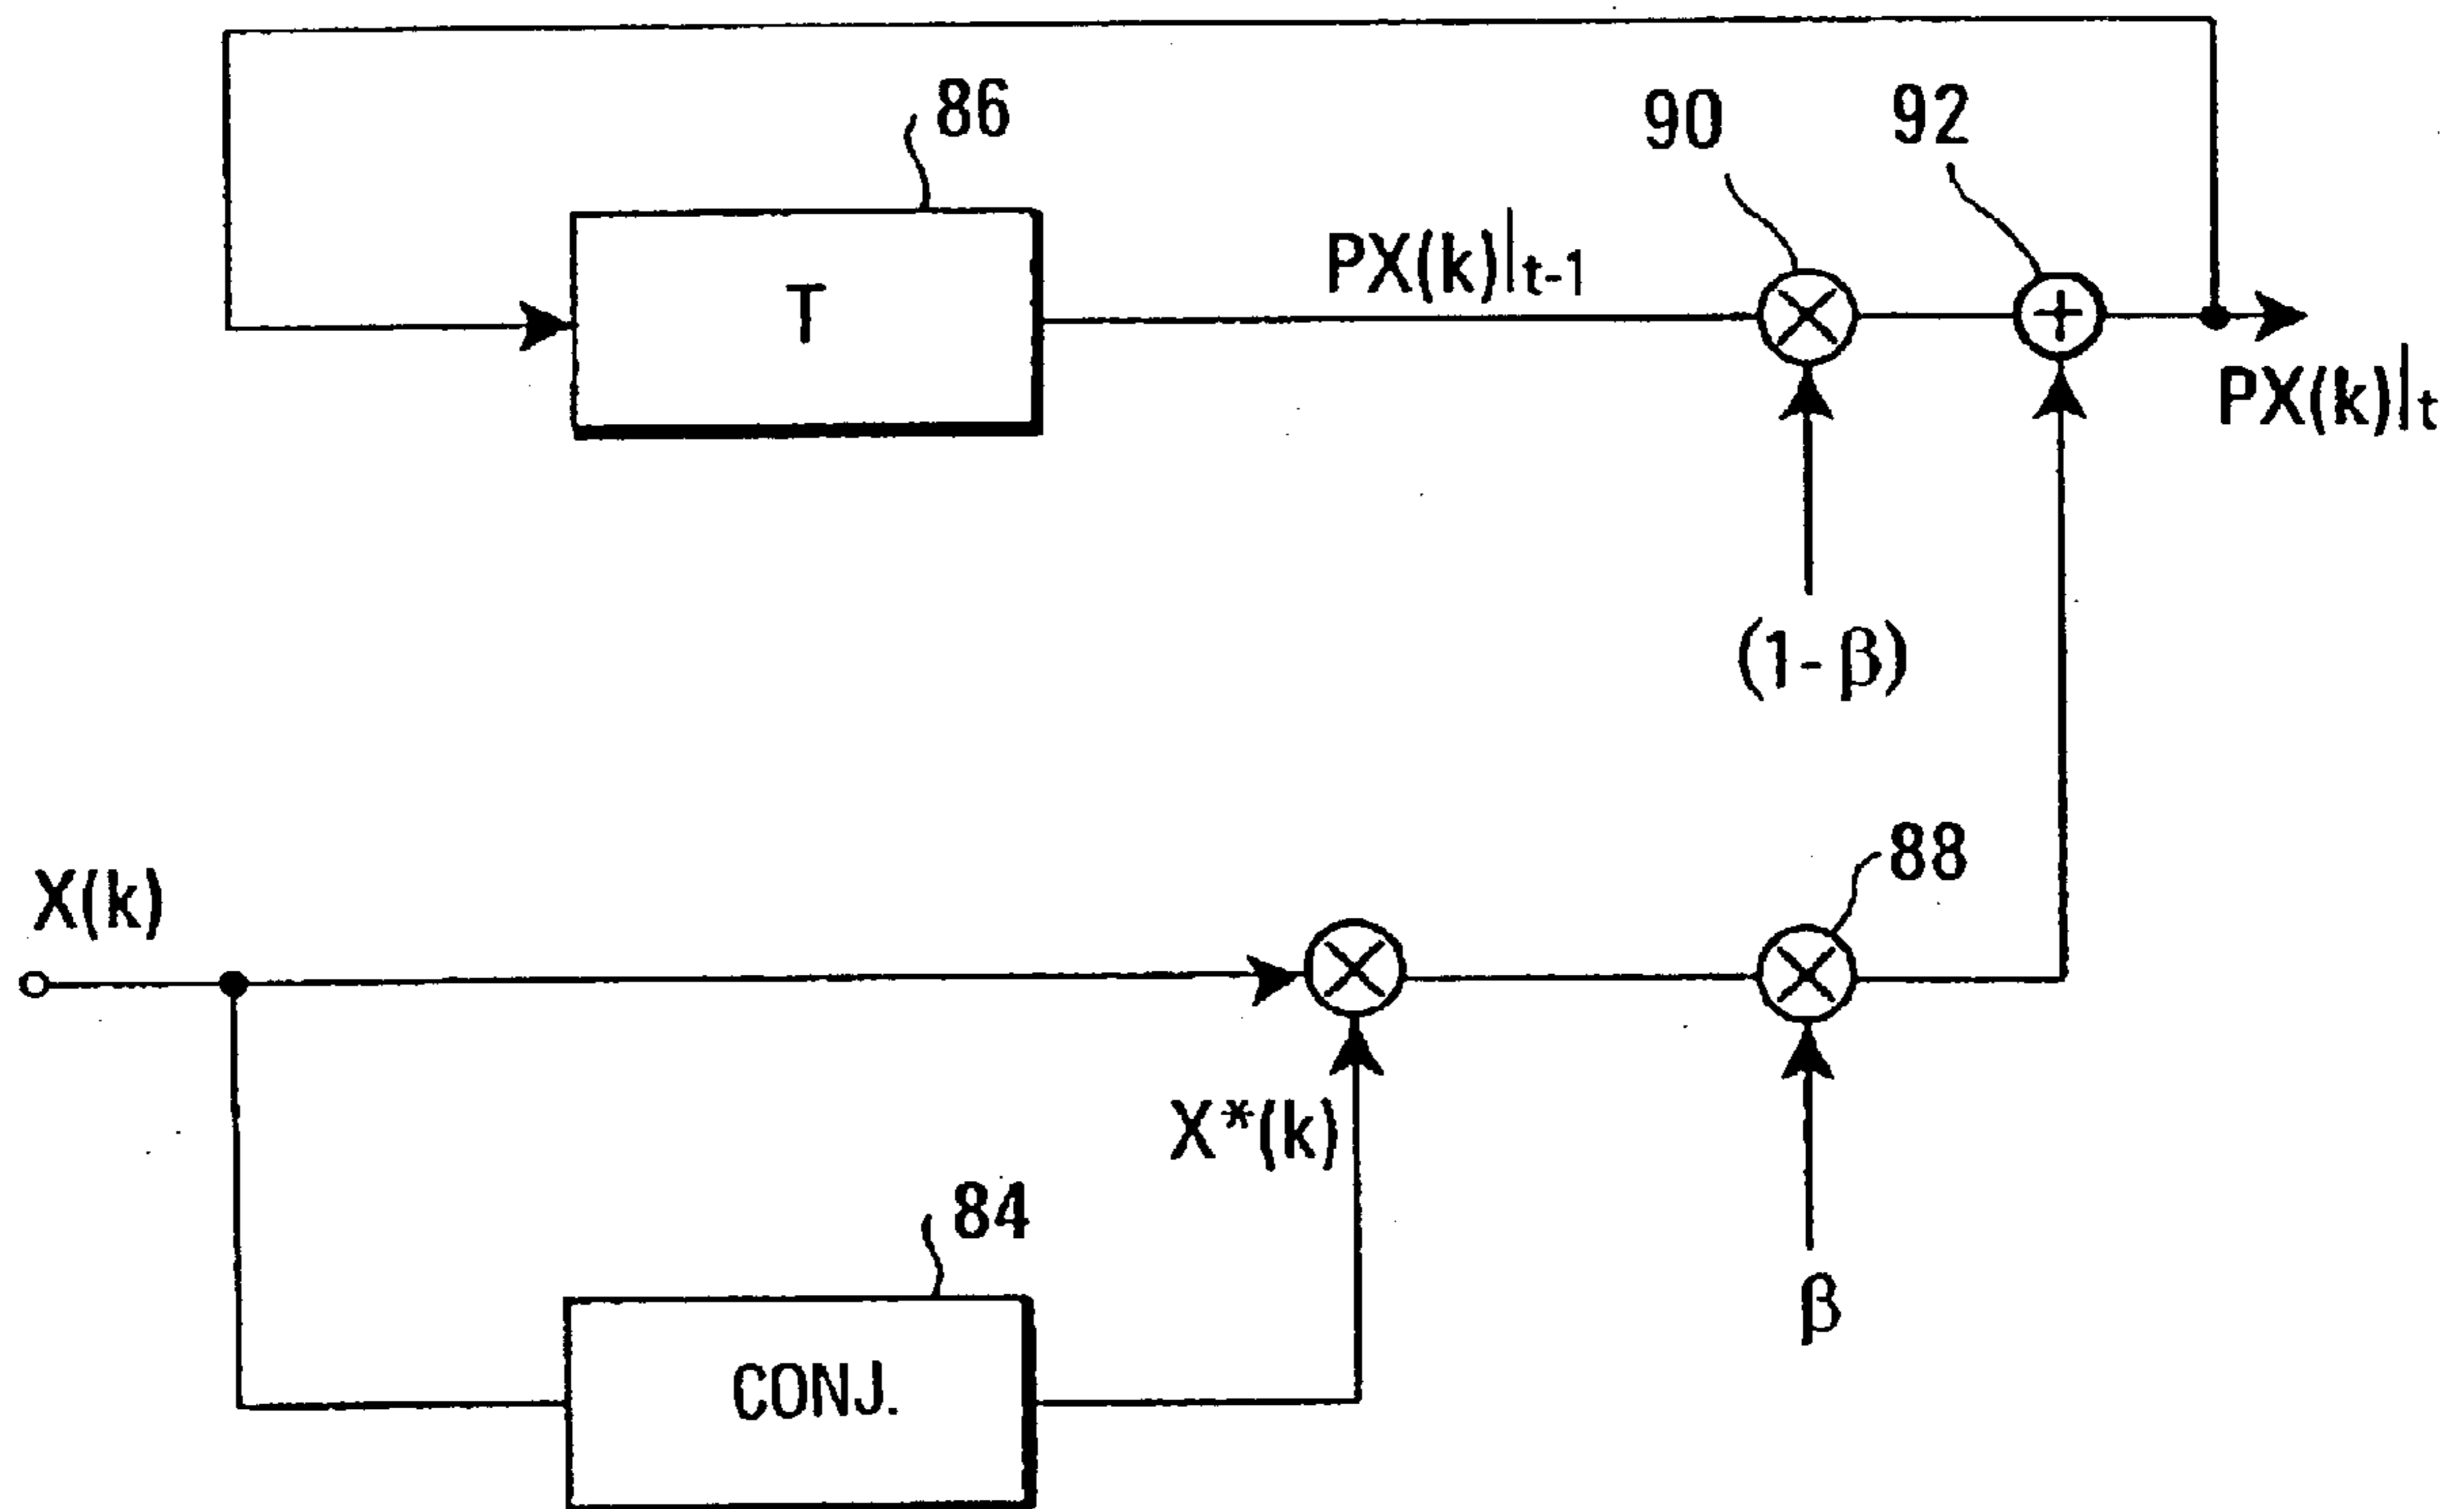 86
90
92
T
PX(k)|t-1
PX(k)|t
(1-β)
88
X(k)
X*(k)
84
β
CONJ.